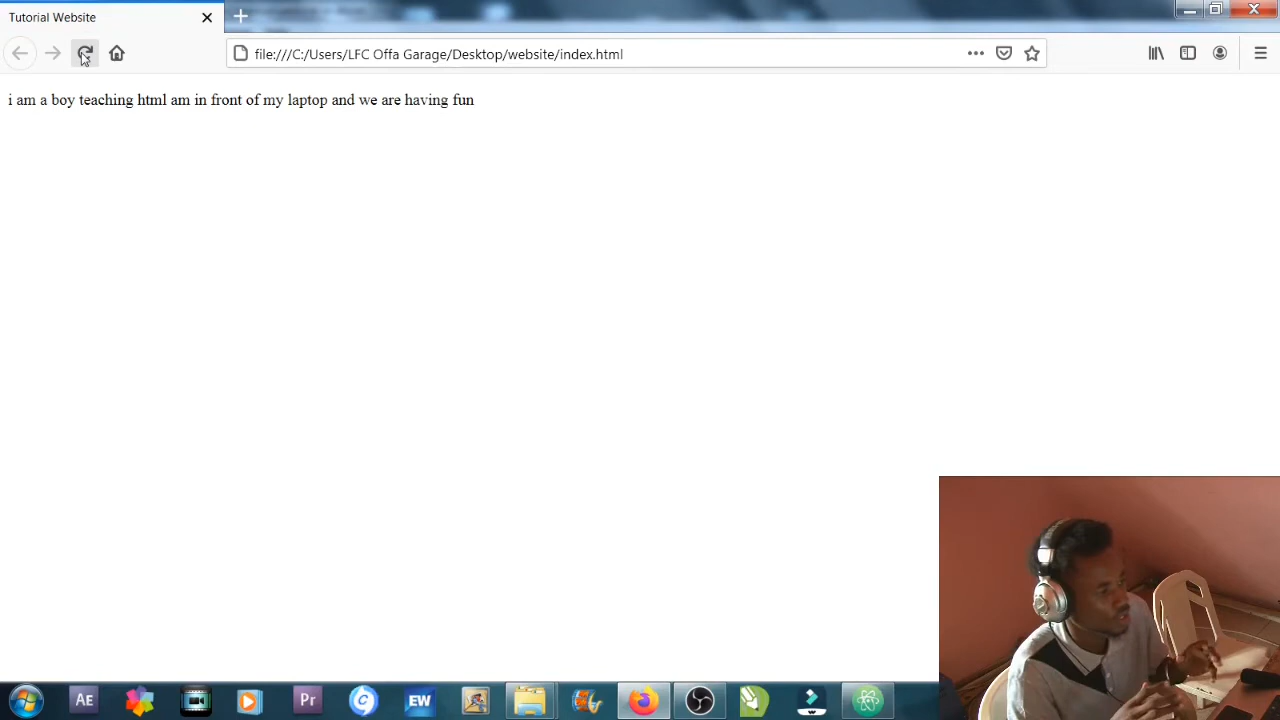 Tutorial Website
file:///C:/Users/LFC Offa Garage/Desktop/website/index.html
i am a boy teaching html am in front of my laptop and we are having fun
AE Pr EW